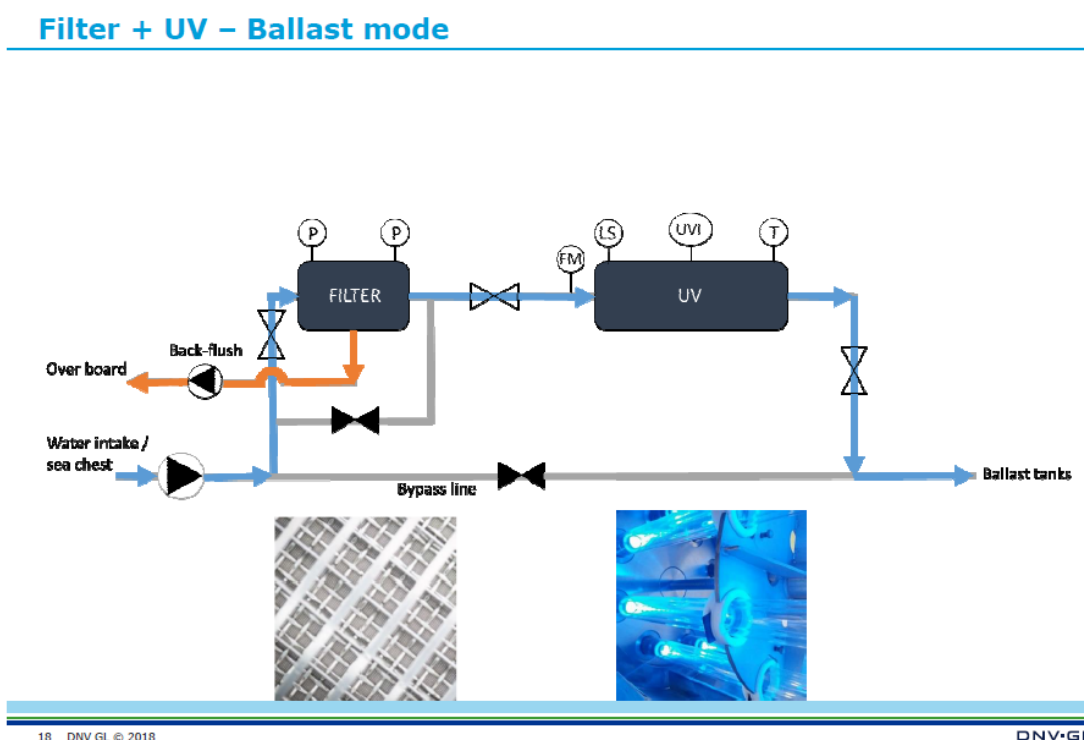 Filter + UV – Ballast mode
P
P
LS
UVI
T
FM
FILTER
UV
Back-flush
Over board
Water intake /
sea chest
Bypass line
Ballast tanks
18 DNV GL © 2018
DNV·GL